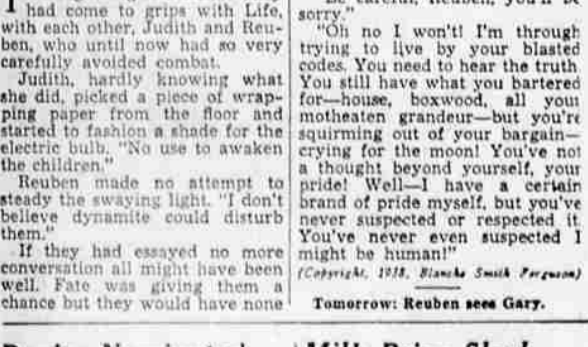 had come to grips with Life,
with each other, Judith and Reu-
ben, who until now had so very
carefully avoided combat.
Judith, hardly knowing what
she did, picked a piece of wrap-
ping paper from the floor and
started to fashion a shade for the
electric bulb. "No use to awaken
the children."
Reuben made no attempt to
steady the swaying light. "I don't
believe dynamite could disturb
them."
If they had essayed no more
conversation all might have been
well. Fate was giving them a
chance but they would have none
sorry."
"Oh no I won't! I'm through
trying to live by your blasted
codes. You need to hear the truth
You still have what you bartered
for—house, boxwood, all your
motheaten grandeur—but you're
squirming out of your bargain—
crying for the moon! You've not
a thought beyond yourself, your
pride! Well—I have a certain
brand of pride myself, but you've
never suspected or respected it
You've never even suspected I
might be human!"
(Copyright, 1938, Blanche Smith Ferguson)
Tomorrow: Reuben sees Gary.